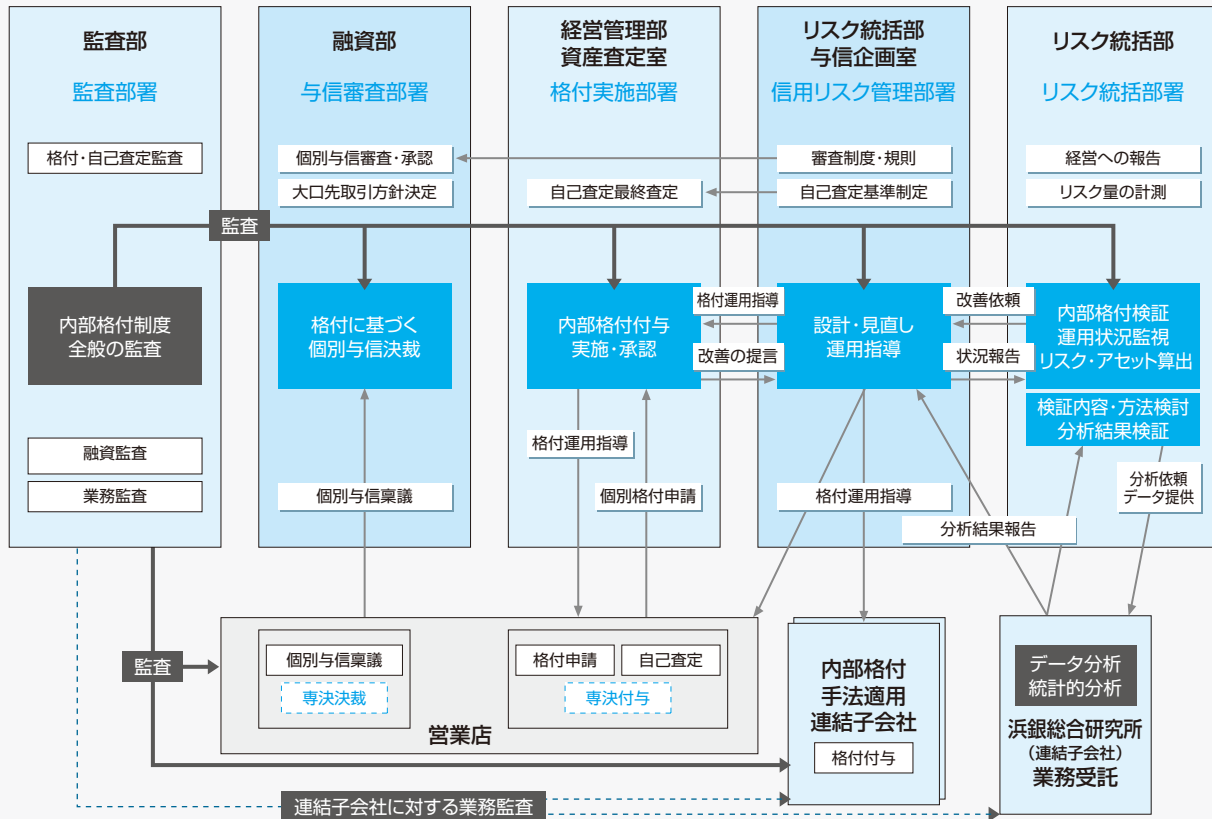 監査部
監査部署
格付・自己査定監査
融資部
与信審査部署
個別与信審査・承認
大口先取引方針決定
経営管理部
資産査定室
格付実施部署
自己査定最終査定
リスク統括部
与信企画室
信用リスク管理部署
審査制度・規則
自己査定基準制定
リスク統括部
リスク統括部署
経営への報告
リスク量の計測
監査
内部格付制度
全般の監査
格付に基づく
個別与信決裁
内部格付付与
実施・承認
格付運用指導
改善の提言
設計・見直し
運用指導
改善依頼
状況報告
内部格付検証
運用状況監視
リスク・アセット算出
検証内容・方法検討
分析結果検証
融資監査
業務監査
個別与信稟議
格付運用指導
個別格付申請
格付運用指導
分析結果報告
分析依頼
データ提供
監査
個別与信稟議
専決決裁
格付申請
自己査定
専決付与
営業店
内部格付
手法適用
連結子会社
格付付与
データ分析
統計的分析
浜銀総合研究所
（連結子会社）
業務受託
連結子会社に対する業務監査